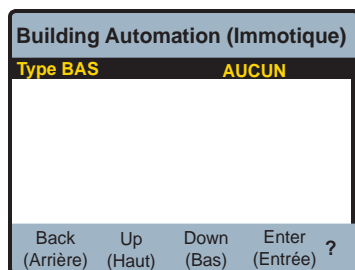 Building Automation (Immotique)
Type BAS AUCUN
Back Up Down Enter ?
(Arrière) (Haut) (Bas) (Entrée)